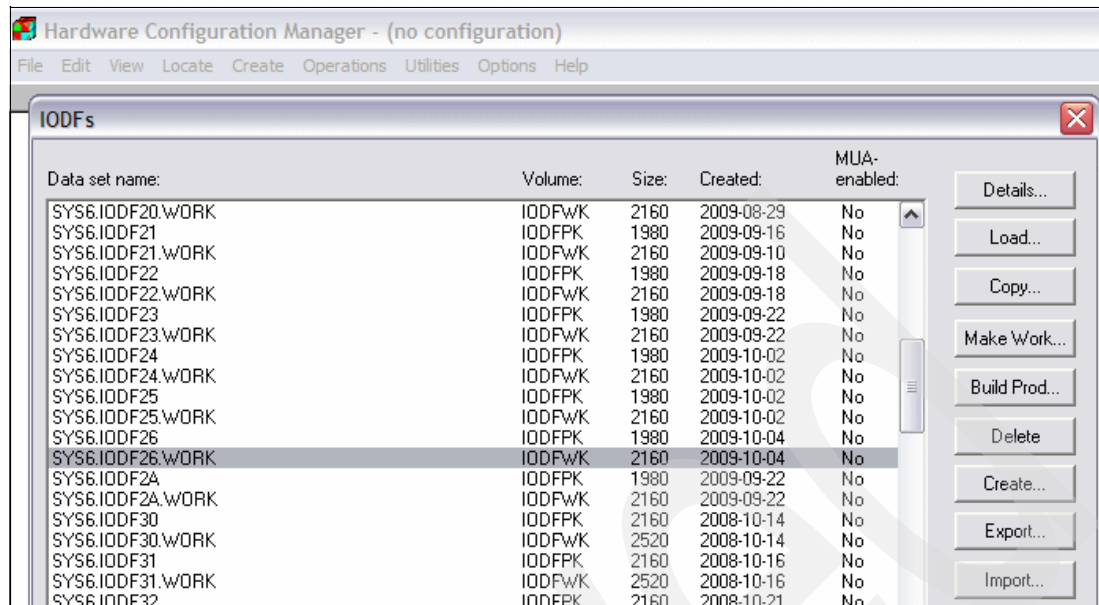 Hardware Configuration Manager - (no configuration)
File Edit View Locate Create Operations Utilities Options Help
IODFs
MUA-
Data set name: Volume: Size: Created: enabled:
SYS6.IODF20.WORK IODFWK 2160 2009-08-29 No
SYS6.IODF21 IODFPK 1980 2009-09-16 No
SYS6.IODF21.WORK IODFWK 2160 2009-09-10 No
SYS6.IODF22 IODFPK 1980 2009-09-18 No
SYS6.IODF22.WORK IODFWK 2160 2009-09-18 No
SYS6.IODF23 IODFPK 1980 2009-09-22 No
SYS6.IODF23.WORK IODFWK 2160 2009-09-22 No
SYS6.IODF24 IODFPK 1980 2009-10-02 No
SYS6.IODF24.WORK IODFWK 2160 2009-10-02 No
SYS6.IODF25 IODFPK 1980 2009-10-02 No
SYS6.IODF25.WORK IODFWK 2160 2009-10-02 No
SYS6.IODF26 IODFPK 1980 2009-10-04 No
SYS6.IODF26.WORK IODFWK 2160 2009-10-04 No
SYS6.IODF2A IODFPK 1980 2009-09-22 No
SYS6.IODF2A.WORK IODFWK 2160 2009-09-22 No
SYS6.IODF30 IODFPK 2160 2008-10-14 No
SYS6.IODF30.WORK IODFWK 2520 2008-10-14 No
SYS6.IODF31 IODFPK 2160 2008-10-16 No
SYS6.IODF31.WORK IODFWK 2520 2008-10-16 No
SYS6.IODF32 IODFPK 2160 2008-10-21 No
Details...
Load...
Copy...
Make Work...
Build Prod...
Delete
Create...
Export...
Import...